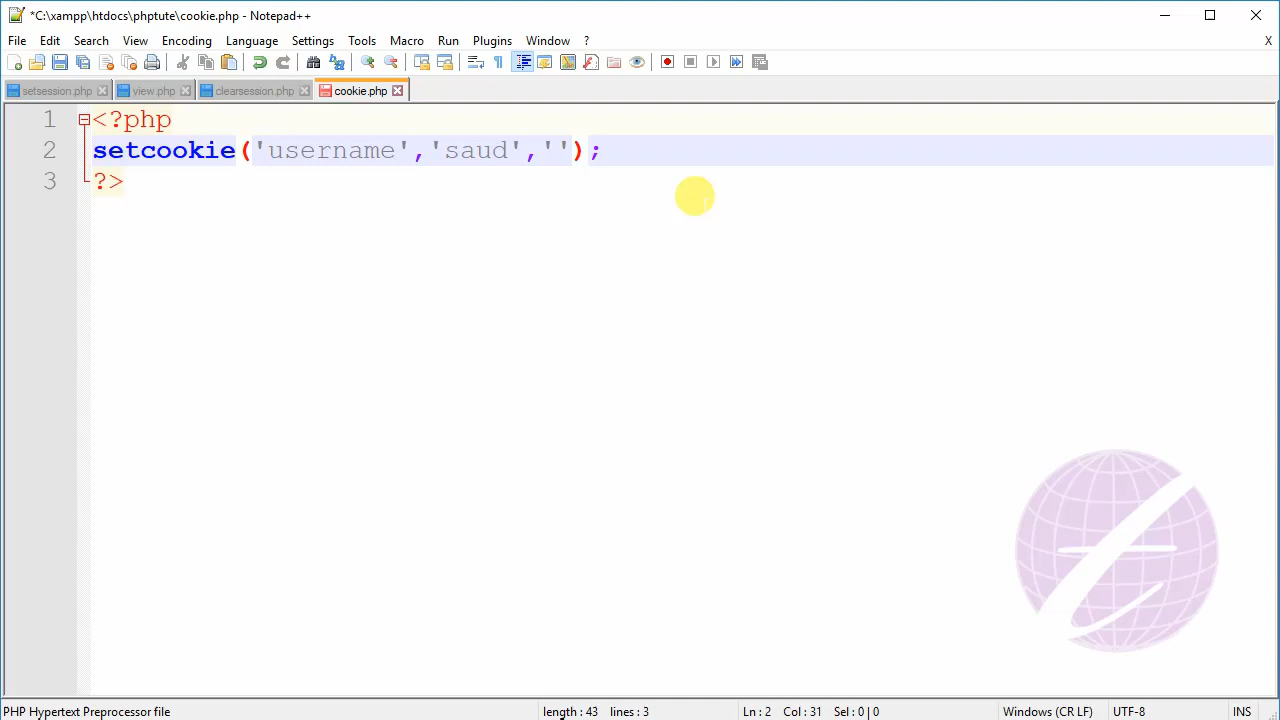 *C:\xampp\htdocs\phptute\cookie.php - Notepad++
File Edit Search View Encoding Language Settings Tools Macro Run Plugins Window ? X
setsession.php view.php clearsession.php cookie.php
1 <?php
2 setcookie('username','saud','');
3 ?>
PHP Hypertext Preprocessor file length : 43 lines : 3 Ln : 2 Col : 31 Sel : 0 | 0 Windows (CR LF) UTF-8 INS